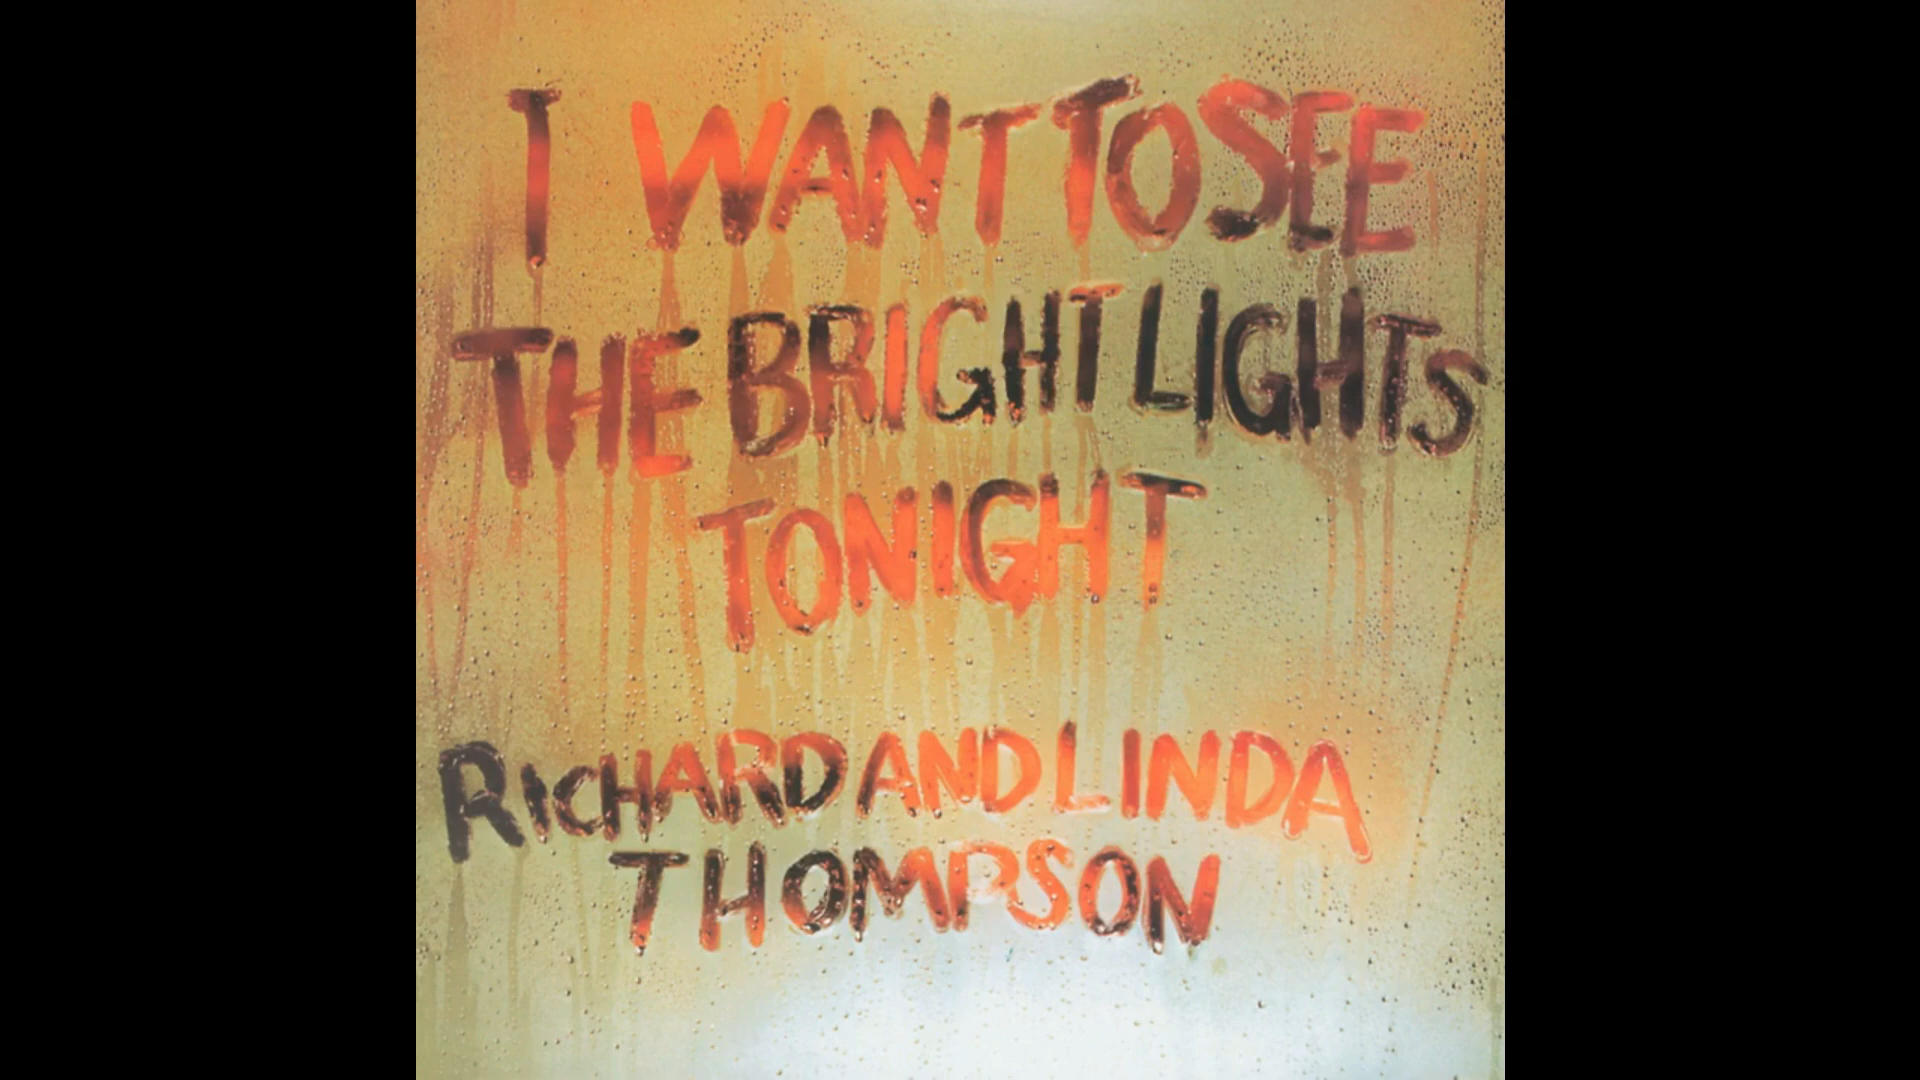 I WANT TO SEE
THE BRIGHT LIGHTS
TONIGHT
RICHARD AND LINDA
THOMPSON